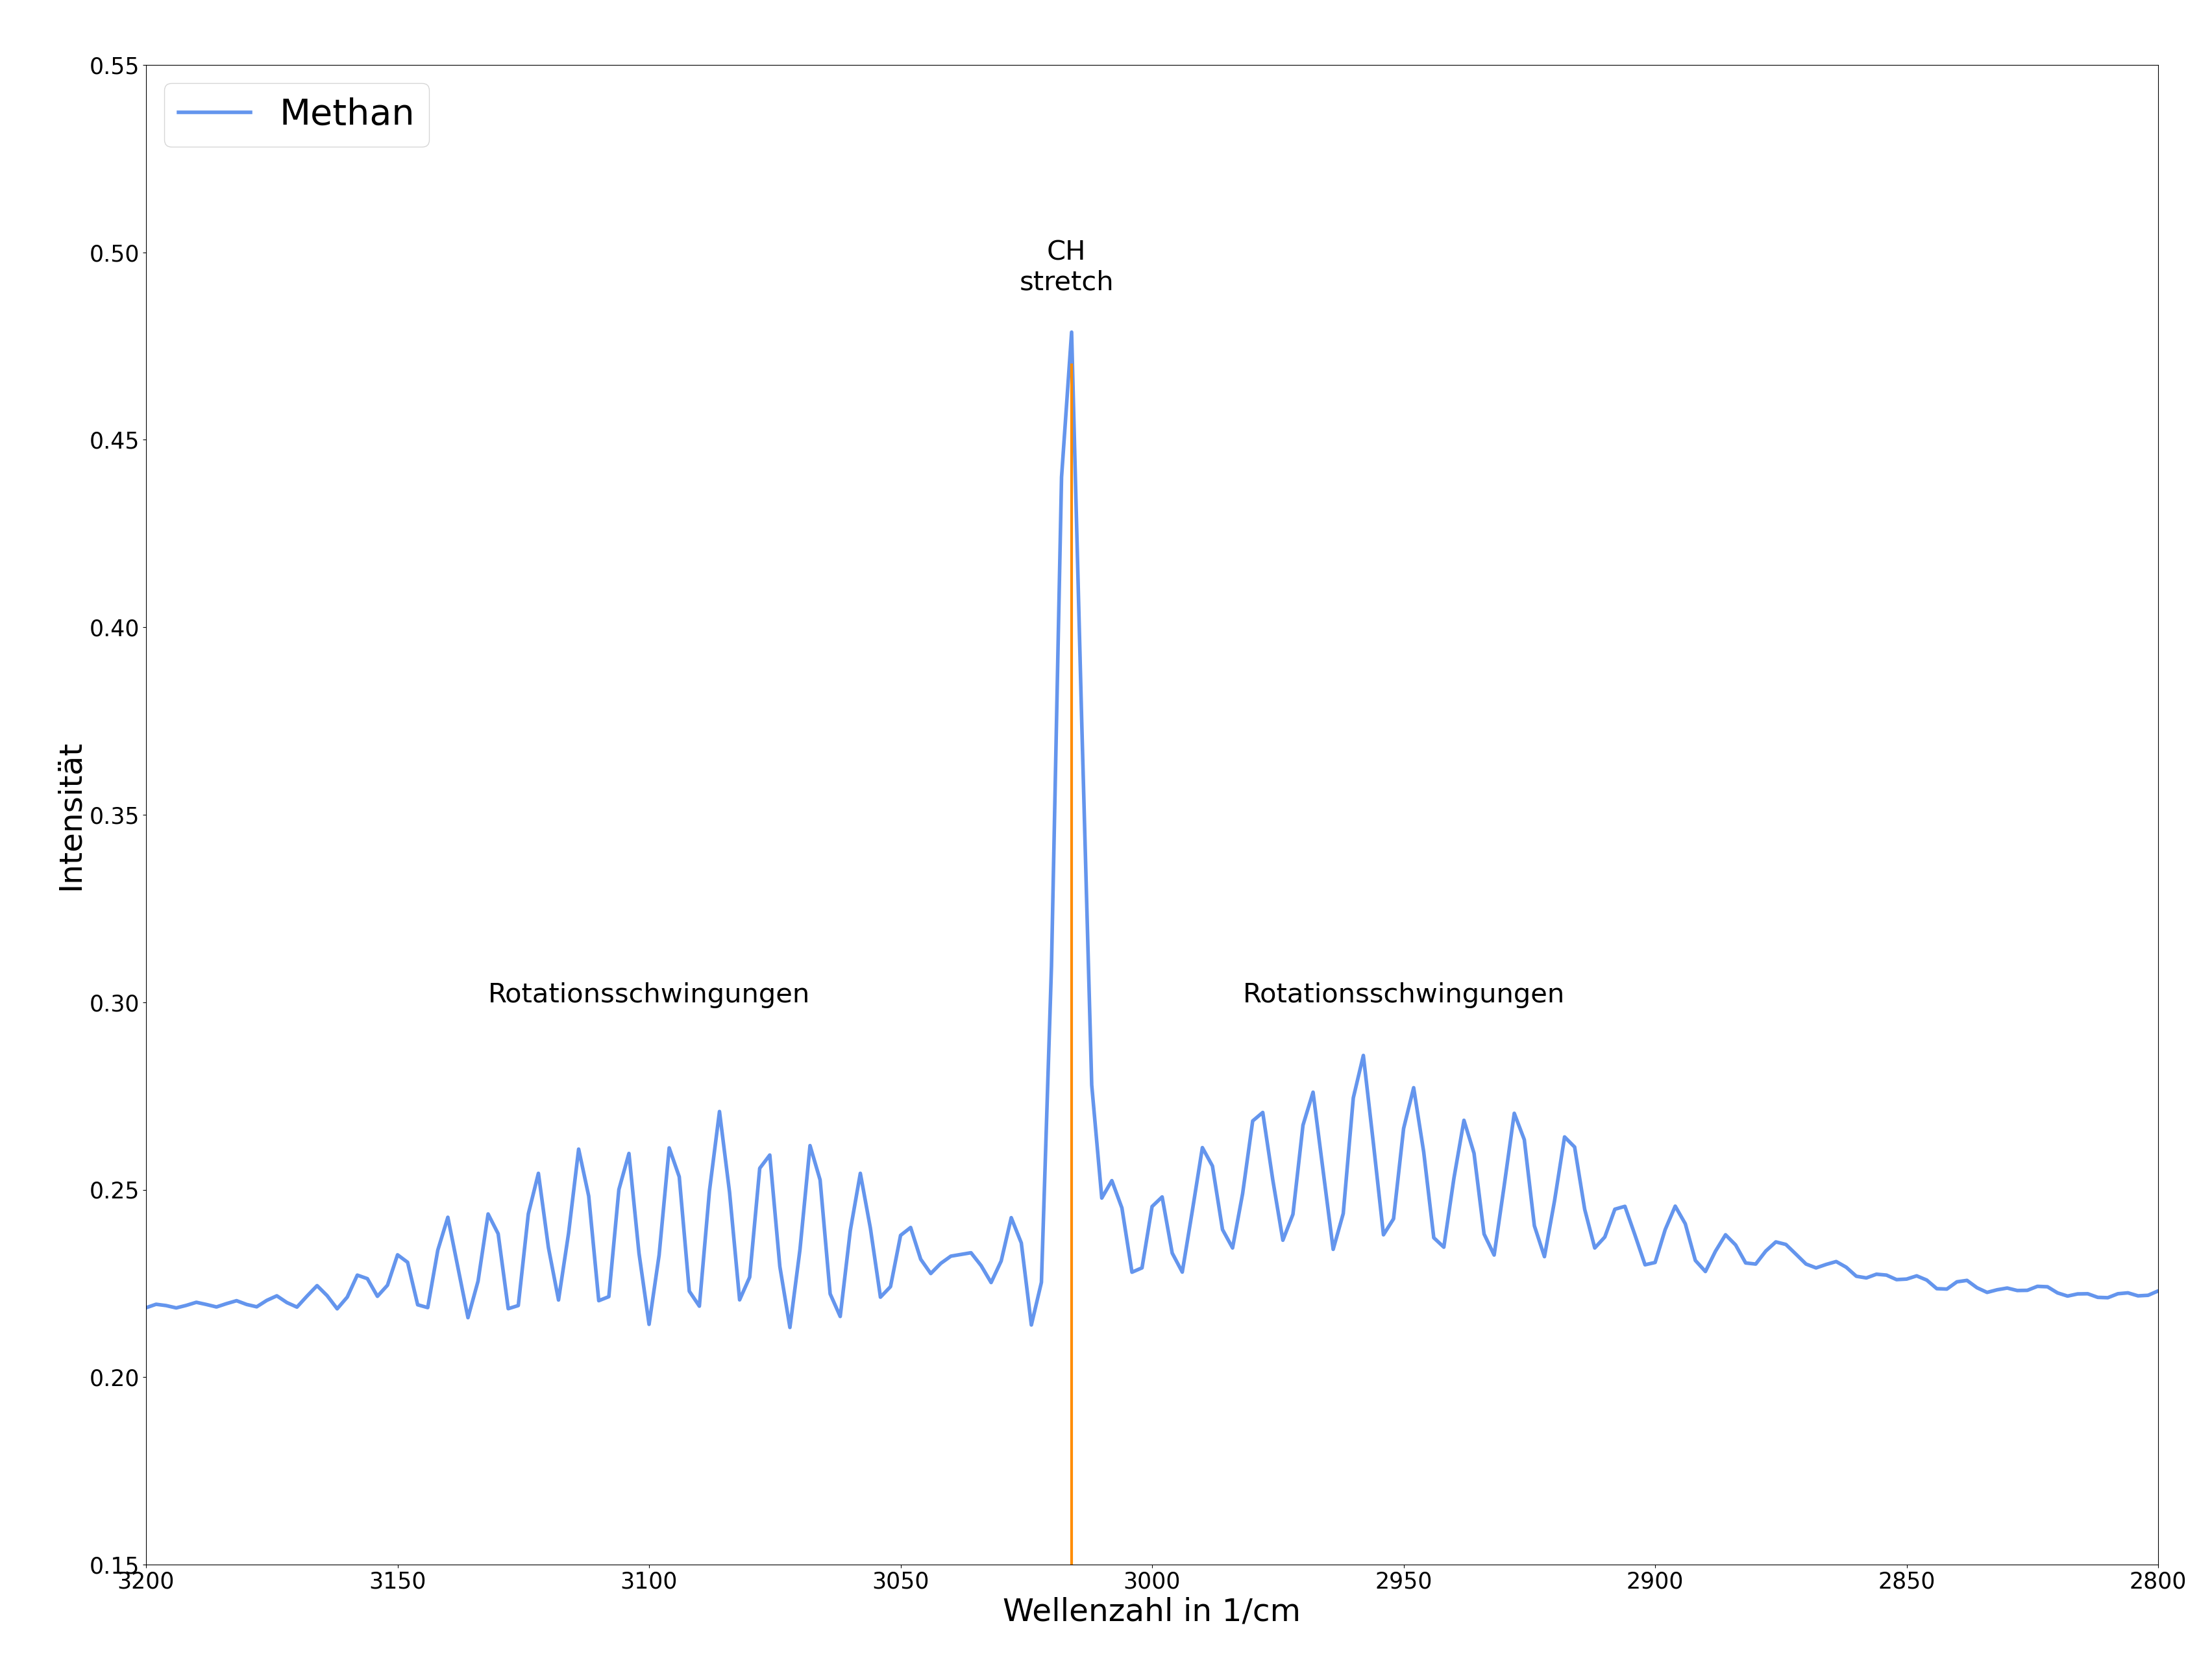 Methan
CH
stretch
Rotationsschwingungen
Rotationsschwingungen
Intensität
0.55
0.50
0.45
0.40
0.35
0.30
0.25
0.20
0.15
3200
3150
3100
3050
3000
2950
2900
2850
2800
Wellenzahl in 1/cm